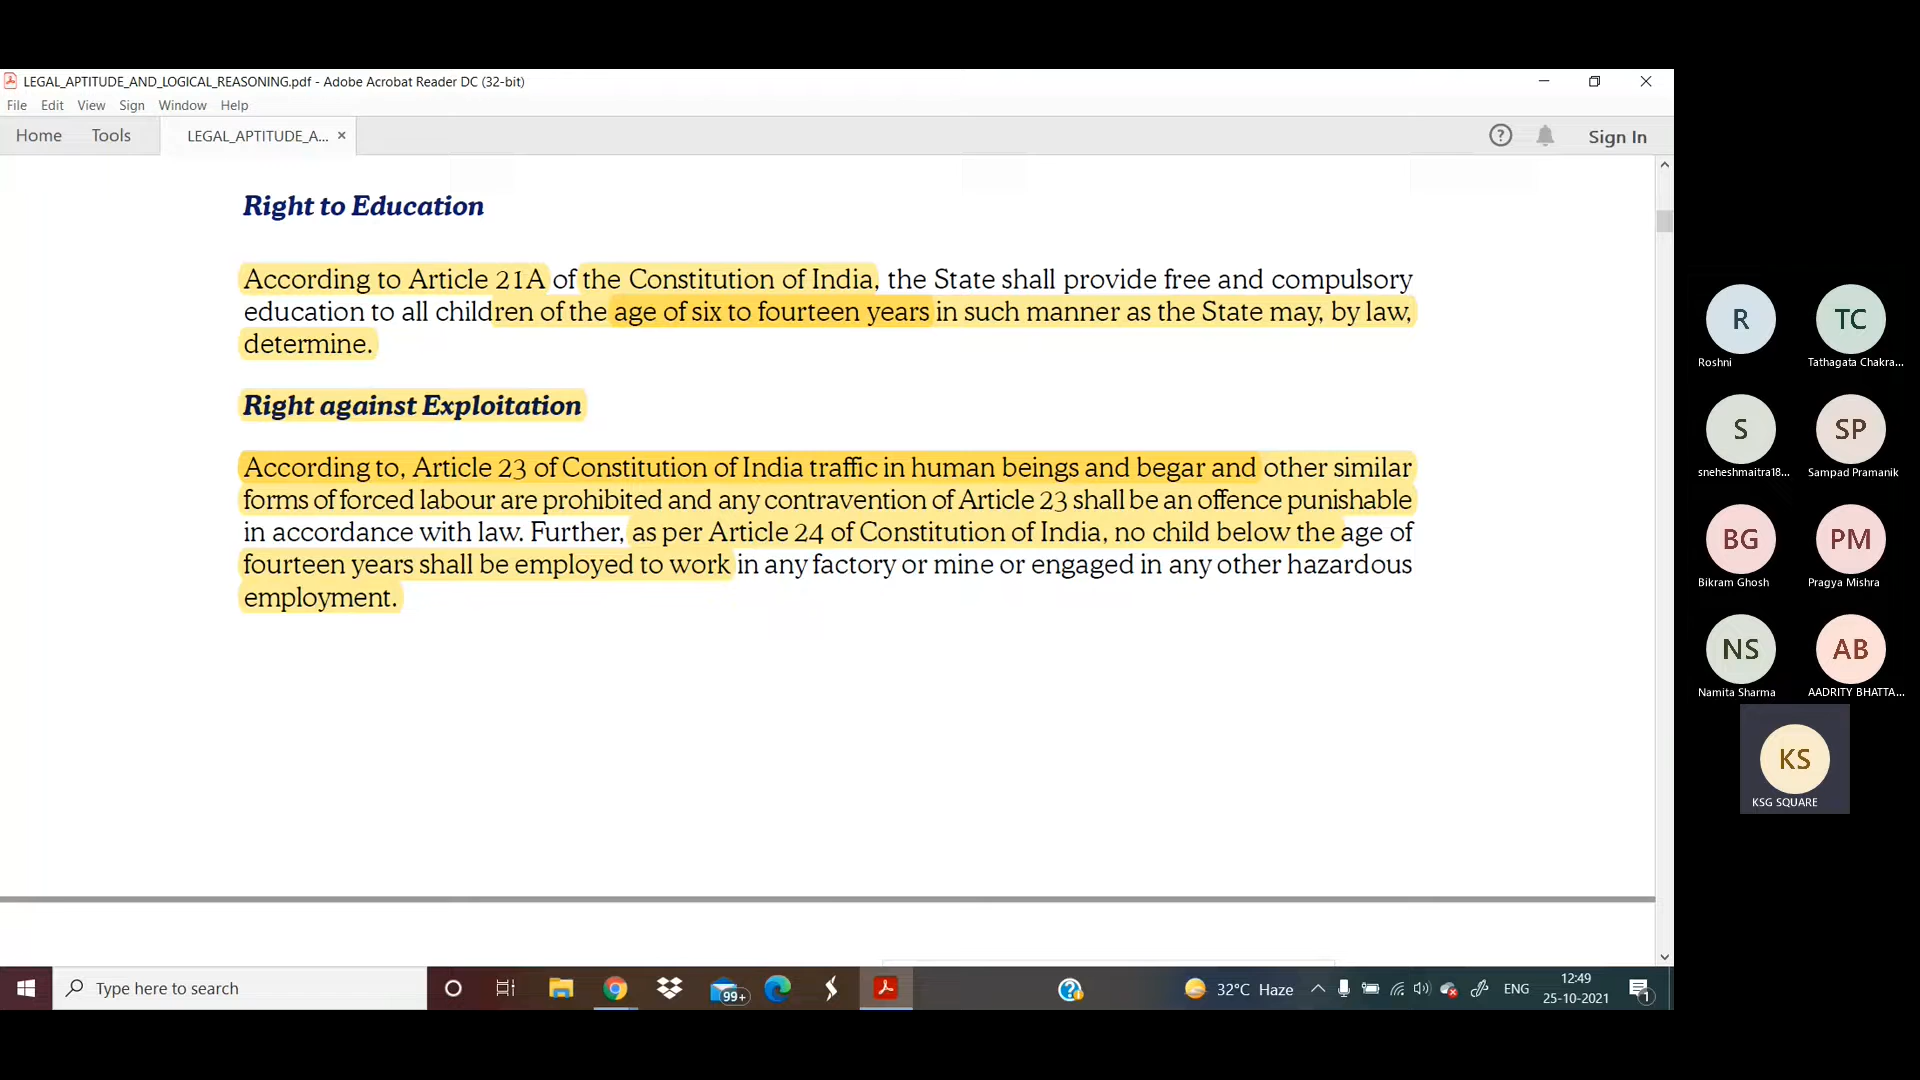 LEGAL_APTITUDE_AND_LOGICAL_REASONING.pdf - Adobe Acrobat Reader DC (32-bit)
File Edit View Sign Window Help
Home Tools LEGAL_APTITUDE_A... × Sign In
Right to Education
According to Article 21A of the Constitution of India, the State shall provide free and compulsory
education to all children of the age of six to fourteen years in such manner as the State may, by law,
determine.
Right against Exploitation
According to, Article 23 of Constitution of India traffic in human beings and begar and other similar
forms of forced labour are prohibited and any contravention of Article 23 shall be an offence punishable
in accordance with law. Further, as per Article 24 of Constitution of India, no child below the age of
fourteen years shall be employed to work in any factory or mine or engaged in any other hazardous
employment.
R TC
Roshni Tathagata Chakra...
S SP
sneheshmaitra18... Sampad Pramanik
BG PM
Bikram Ghosh Pragya Mishra
NS AB
Namita Sharma AADRITY BHATTA...
KS
KSG SQUARE
Type here to search 99+ 32°C Haze ENG 12:49
25-10-2021 1